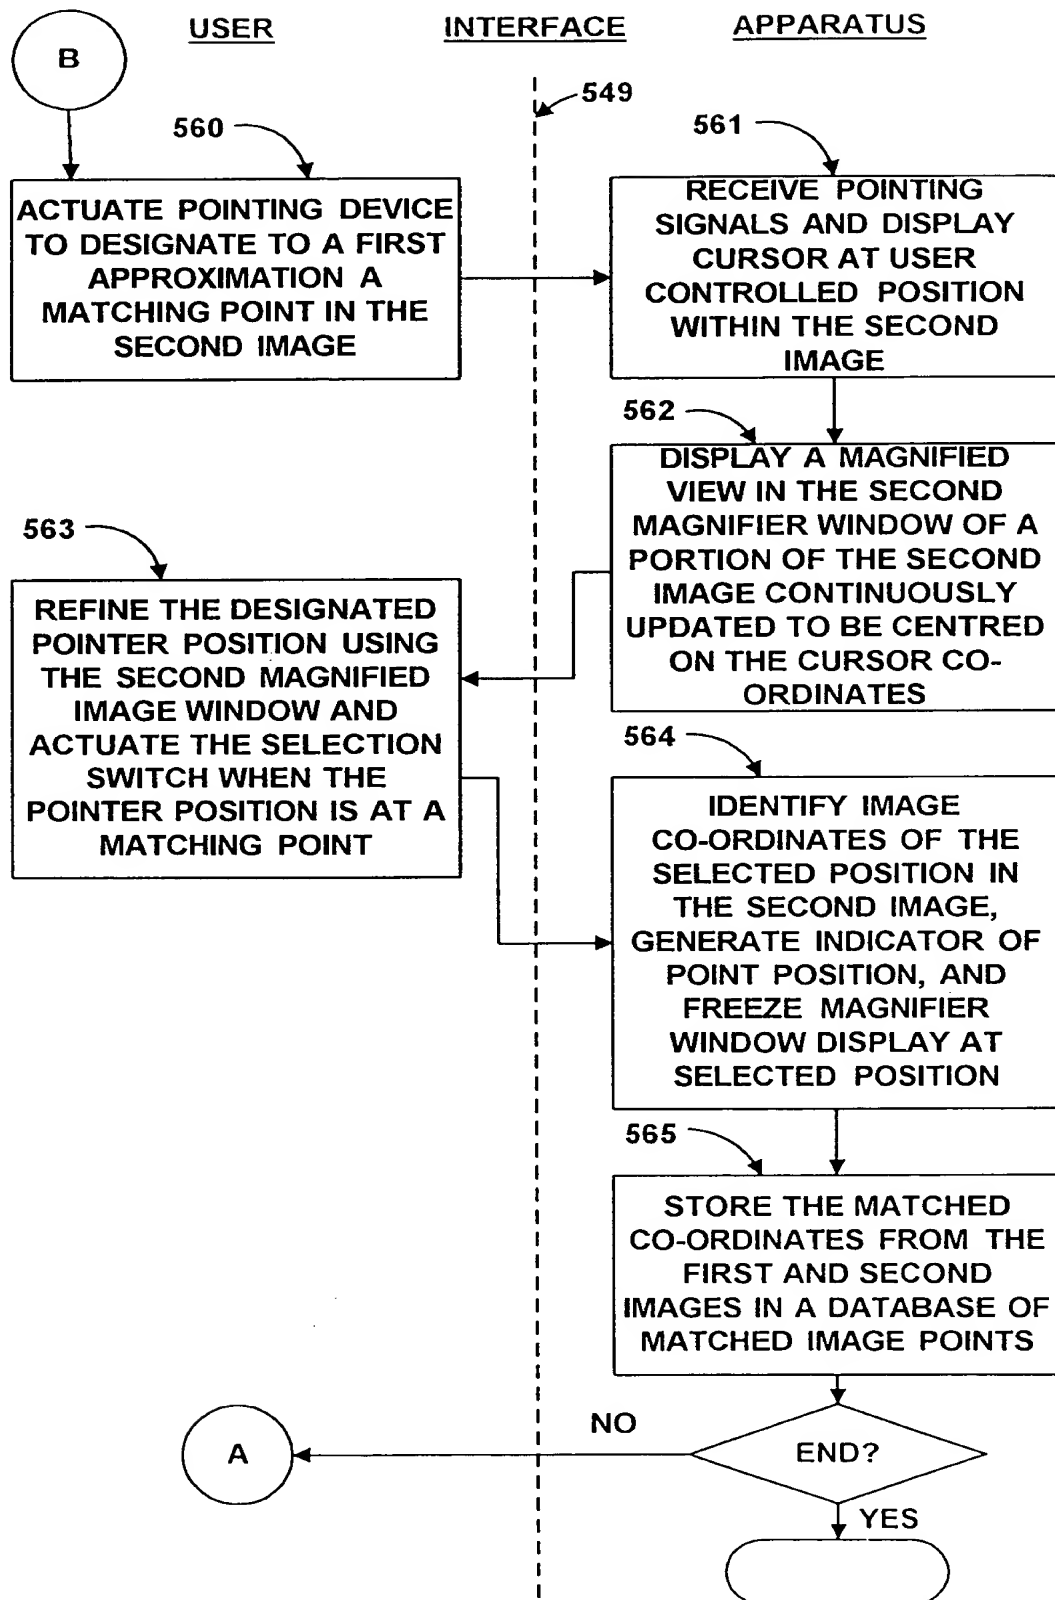 USER INTERFACE APPARATUS
B
549
560
561
ACTUATE POINTING DEVICE
TO DESIGNATE TO A FIRST
APPROXIMATION A
MATCHING POINT IN THE
SECOND IMAGE
RECEIVE POINTING
SIGNALS AND DISPLAY
CURSOR AT USER
CONTROLLED POSITION
WITHIN THE SECOND
IMAGE
562
DISPLAY A MAGNIFIED
VIEW IN THE SECOND
MAGNIFIER WINDOW OF A
PORTION OF THE SECOND
IMAGE CONTINUOUSLY
UPDATED TO BE CENTRED
ON THE CURSOR CO-
ORDINATES
563
REFINE THE DESIGNATED
POINTER POSITION USING
THE SECOND MAGNIFIED
IMAGE WINDOW AND
ACTUATE THE SELECTION
SWITCH WHEN THE
POINTER POSITION IS AT A
MATCHING POINT
564
IDENTIFY IMAGE
CO-ORDINATES OF THE
SELECTED POSITION IN
THE SECOND IMAGE,
GENERATE INDICATOR OF
POINT POSITION, AND
FREEZE MAGNIFIER
WINDOW DISPLAY AT
SELECTED POSITION
565
STORE THE MATCHED
CO-ORDINATES FROM THE
FIRST AND SECOND
IMAGES IN A DATABASE OF
MATCHED IMAGE POINTS
NO
A
END?
YES